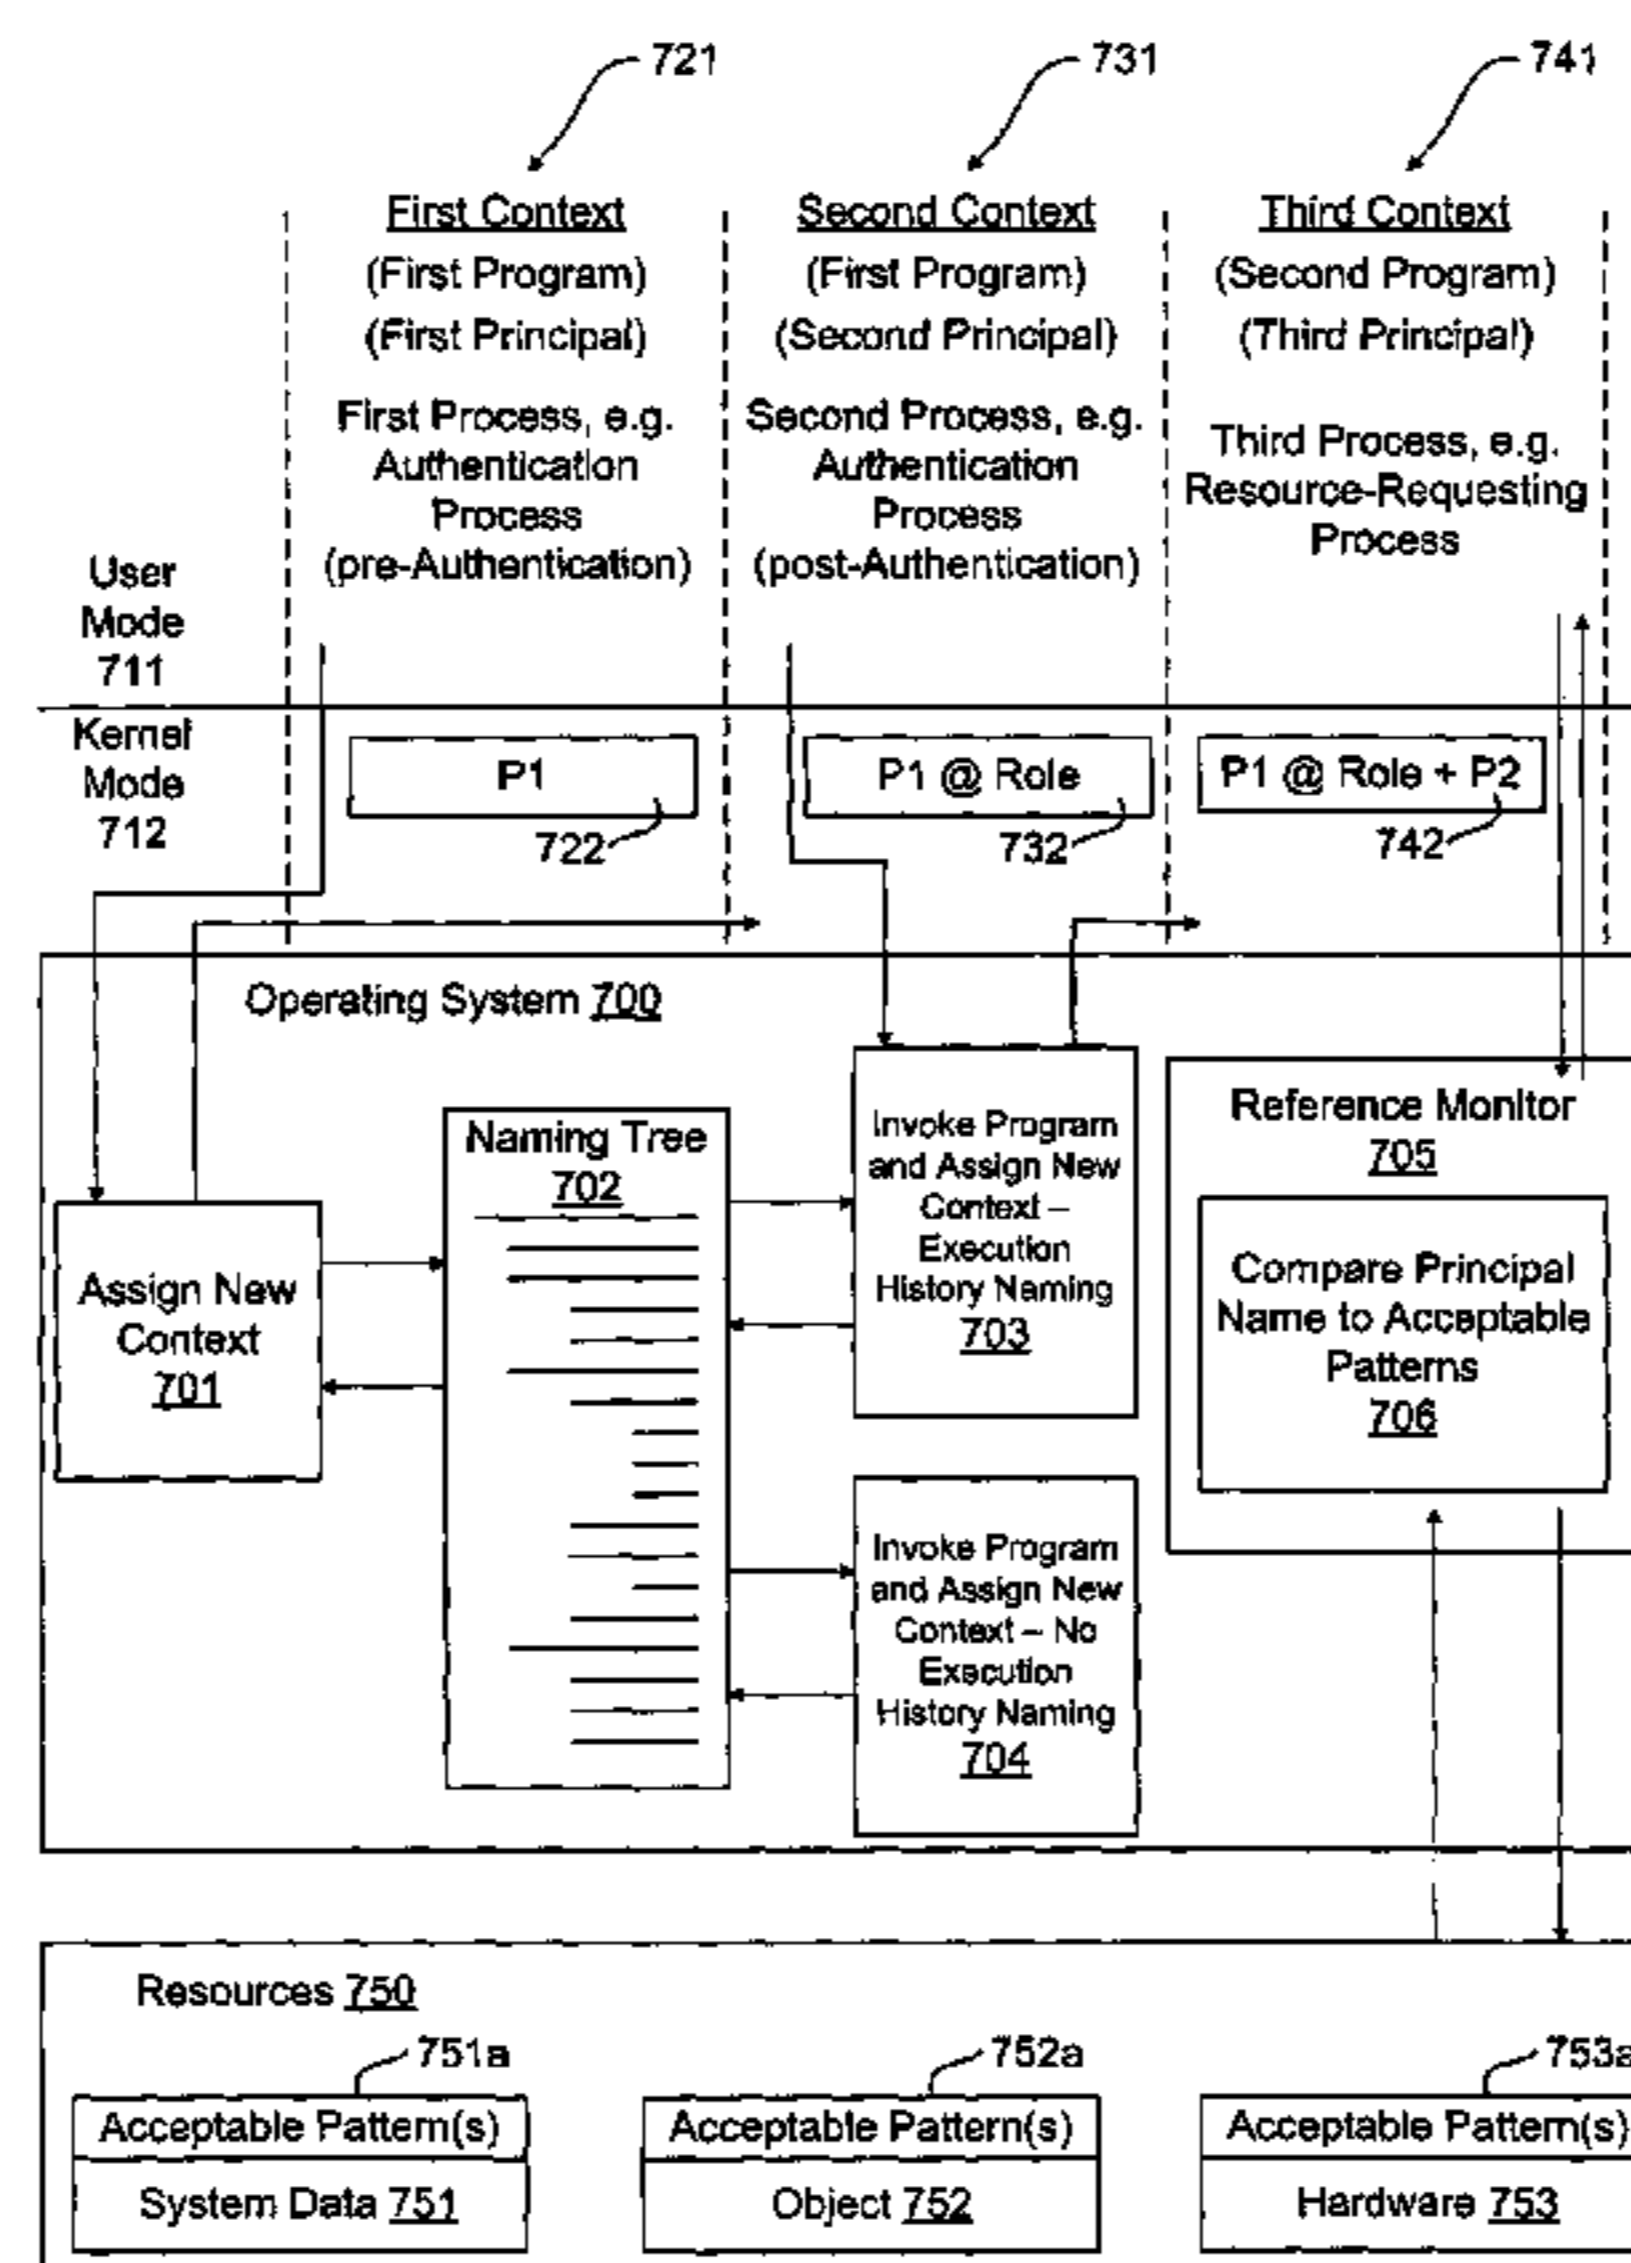 721
731
741
First Context
(First Program)
(First Principal)
First Process, e.g.
Authentication
Process
(pre-Authentication)
Second Context
(First Program)
(Second Principal)
Second Process, e.g.
Authentication
Process
(post-Authentication)
Third Context
(Second Program)
(Third Principal)
Third Process, e.g.
Resource-Requesting
Process
User
Mode
711
Kernel
Mode
712
P1
722
P1 @ Role
732
P1 @ Role + P2
742
Operating System 700
Assign New
Context
701
Naming Tree
702
Invoke Program
and Assign New
Context –
Execution
History Naming
703
Invoke Program
and Assign New
Context – No
Execution
History Naming
704
Reference Monitor
705
Compare Principal
Name to Acceptable
Patterns
706
Resources 750
751a
Acceptable Pattern(s)
System Data 751
752a
Acceptable Pattern(s)
Object 752
753a
Acceptable Pattern(s)
Hardware 753